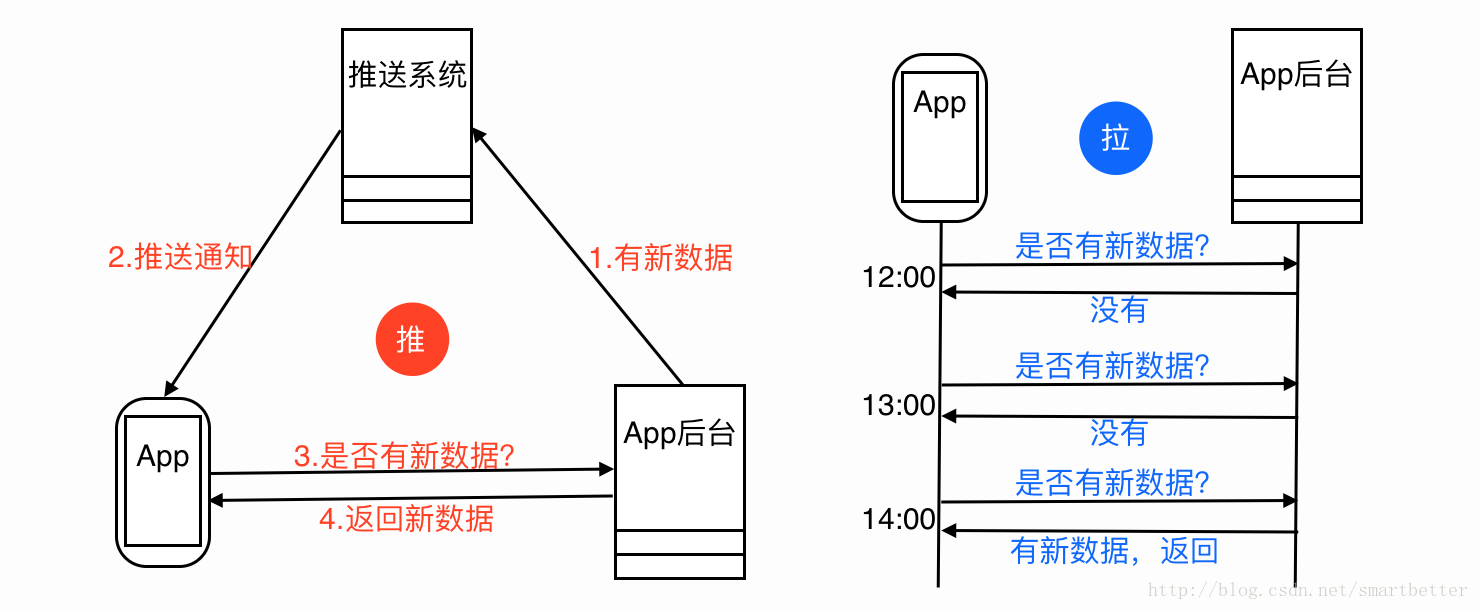 推送系统
2.推送通知
1.有新数据
推
App
App后台
3.是否有新数据?
4.返回新数据
App
拉
App后台
是否有新数据?
12:00
没有
是否有新数据?
13:00
没有
是否有新数据?
14:00
有新数据，返回
http://blog.csdn.net/smartbetter